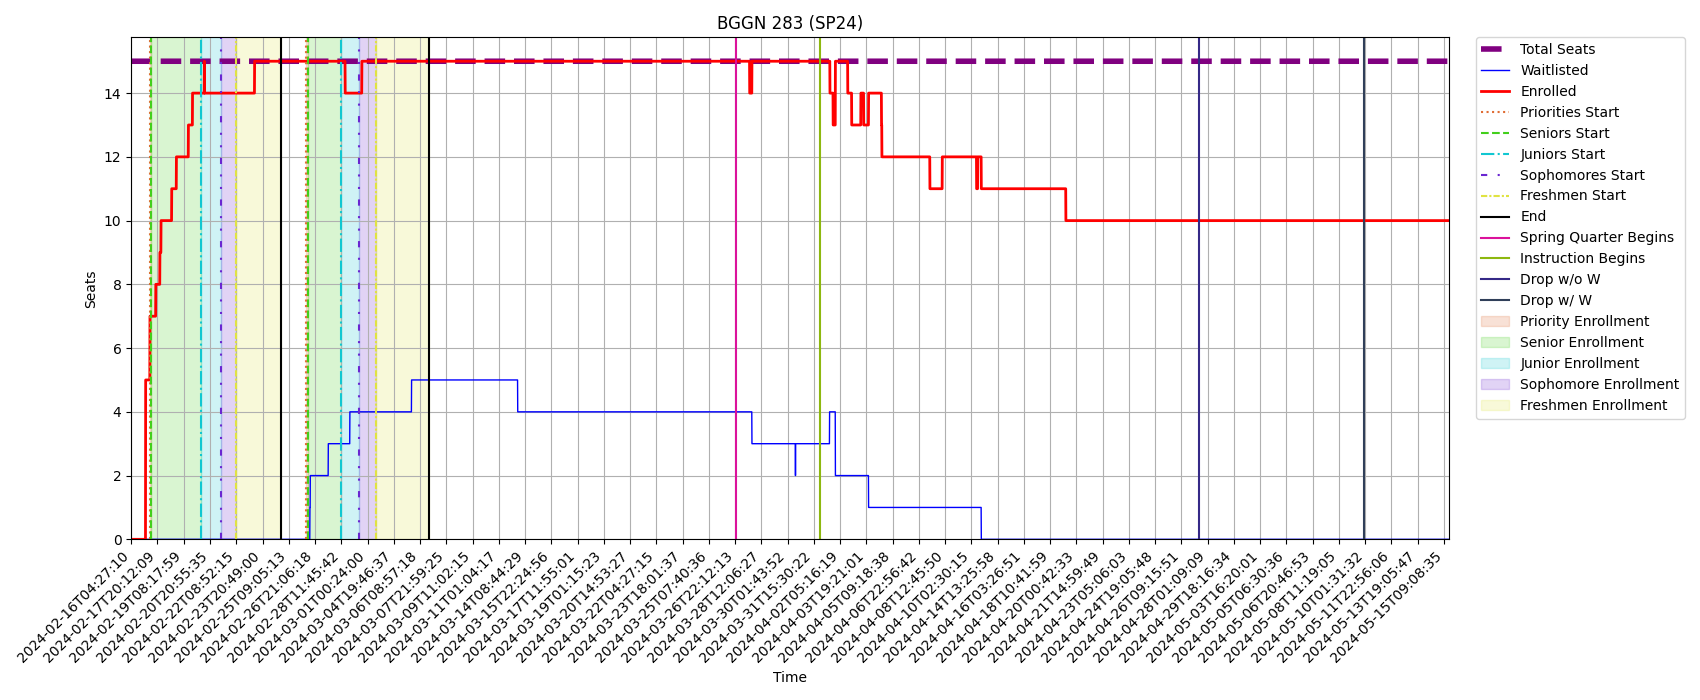 BGGN 283 (SP24)
Total Seats
Waitlisted
Enrolled
Priorities Start
Seniors Start
Juniors Start
Sophomores Start
Freshmen Start
End
Spring Quarter Begins
Instruction Begins
Drop w/o W
Drop w/ W
Priority Enrollment
Senior Enrollment
Junior Enrollment
Sophomore Enrollment
Freshmen Enrollment
Seats
14
12
10
8
6
4
2
0
2024-02-16T04:27:10
2024-02-17T20:12:09
2024-02-19T08:17:59
2024-02-20T20:55:35
2024-02-22T08:52:15
2024-02-23T20:49:00
2024-02-25T09:05:13
2024-02-26T21:06:18
2024-02-28T11:45:42
2024-03-01T00:24:00
2024-03-04T19:46:37
2024-03-06T08:57:18
2024-03-07T21:59:25
2024-03-09T11:02:15
2024-03-11T01:04:17
2024-03-14T08:44:29
2024-03-15T22:24:56
2024-03-17T11:55:01
2024-03-19T01:15:23
2024-03-20T14:53:27
2024-03-22T04:27:15
2024-03-23T18:01:37
2024-03-25T07:40:36
2024-03-26T22:12:13
2024-03-28T12:06:27
2024-03-30T01:43:52
2024-03-31T15:30:22
2024-04-02T05:16:19
2024-04-03T19:21:01
2024-04-05T09:18:38
2024-04-06T22:56:42
2024-04-08T12:45:50
2024-04-10T02:30:15
2024-04-14T13:25:58
2024-04-16T03:26:51
2024-04-18T10:41:59
2024-04-20T00:42:33
2024-04-21T14:59:49
2024-04-23T05:06:03
2024-04-24T19:05:48
2024-04-26T09:15:51
2024-04-28T01:09:09
2024-04-29T18:16:34
2024-05-03T16:20:01
2024-05-05T06:30:36
2024-05-06T20:46:53
2024-05-08T11:19:05
2024-05-10T01:31:32
2024-05-11T22:56:06
2024-05-13T19:05:47
2024-05-15T09:08:35
Time